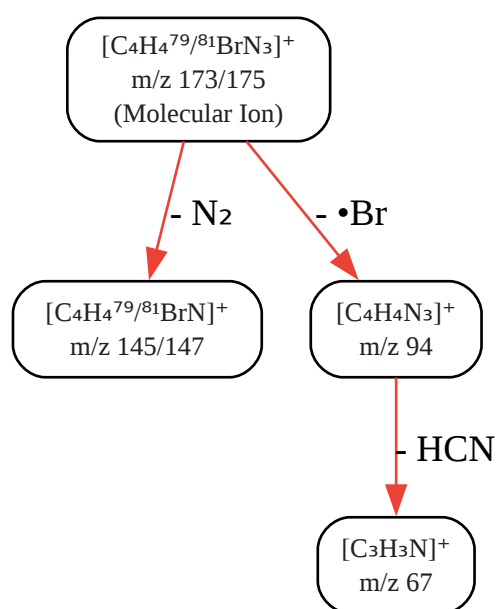 [C₄H₄⁷⁹/⁸¹BrN₃]⁺
m/z 173/175
(Molecular Ion)
- N₂
- •Br
[C₄H₄⁷⁹/⁸¹BrN]⁺
m/z 145/147
[C₄H₄N₃]⁺
m/z 94
- HCN
[C₃H₃N]⁺
m/z 67